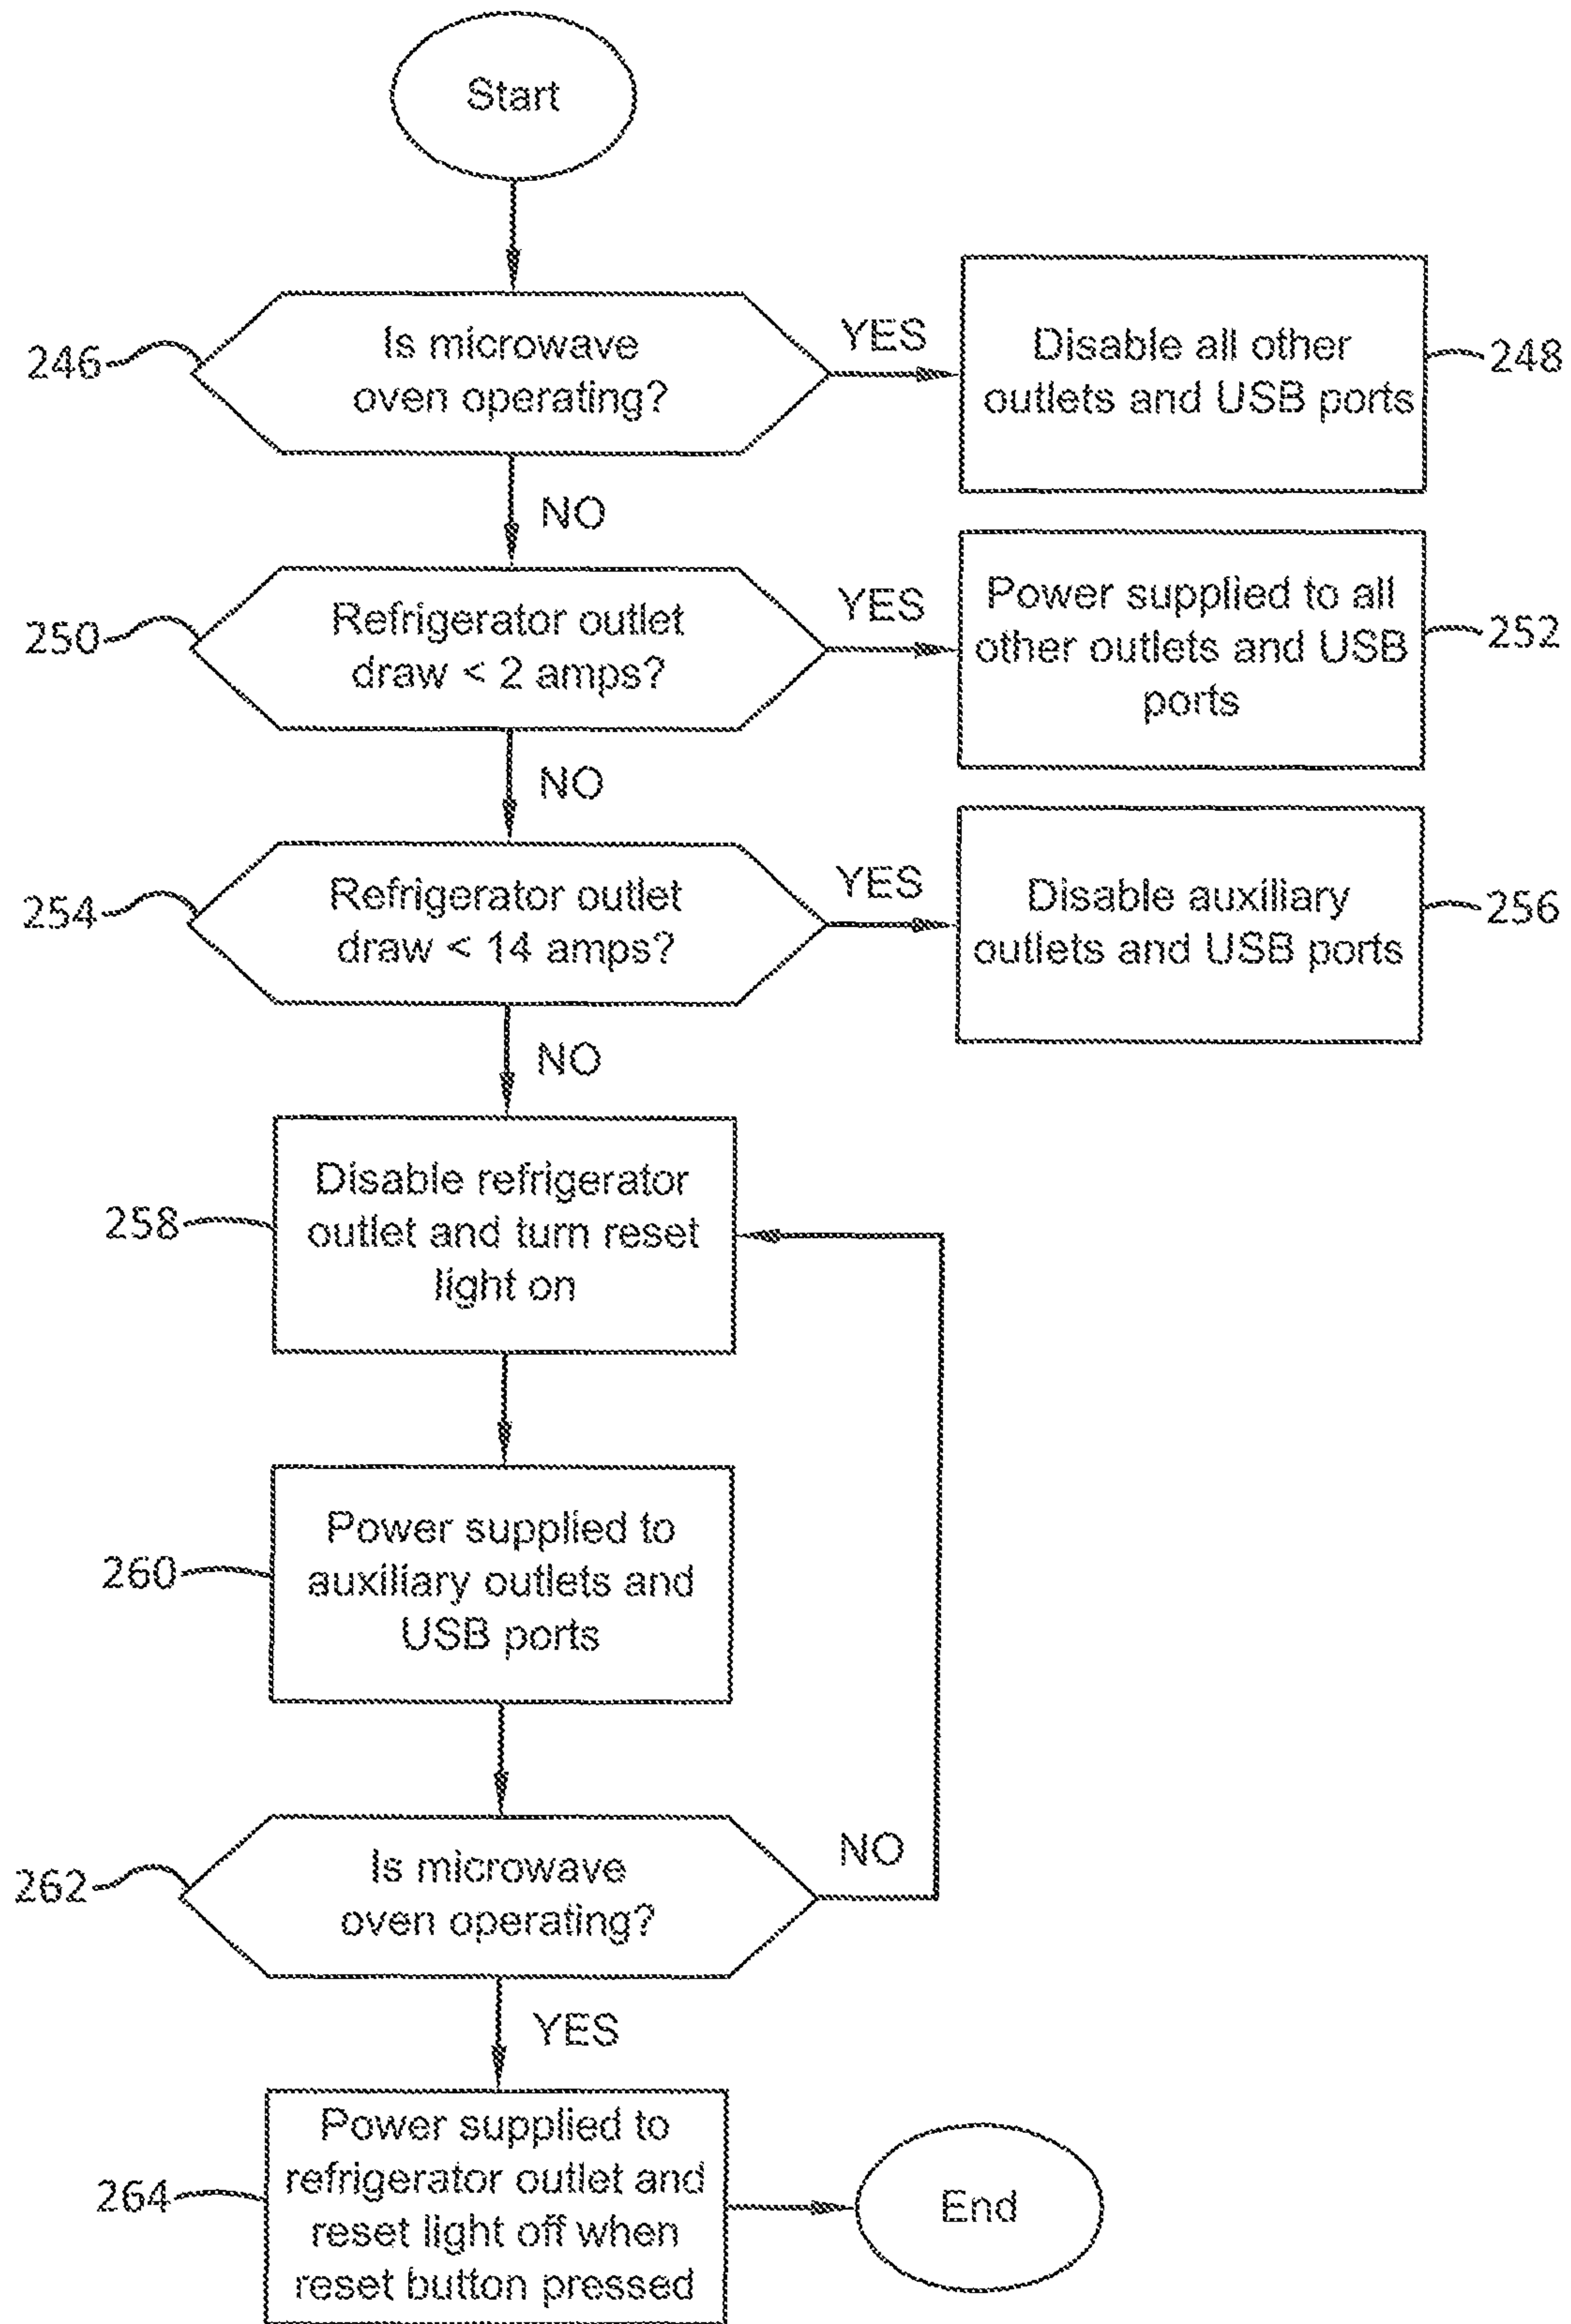 Start
246
Is microwave
oven operating?
YES
Disable all other
outlets and USB ports
248
NO
250
Refrigerator outlet
draw < 2 amps?
YES
Power supplied to all
other outlets and USB
ports
252
NO
254
Refrigerator outlet
draw < 14 amps?
YES
Disable auxiliary
outlets and USB ports
256
NO
258
Disable refrigerator
outlet and turn reset
light on
260
Power supplied to
auxiliary outlets and
USB ports
262
Is microwave
oven operating?
NO
YES
264
Power supplied to
refrigerator outlet and
reset light off when
reset button pressed
End